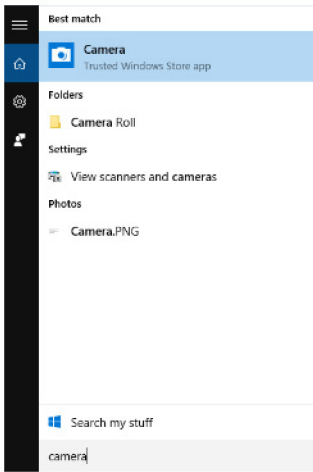 Best match
Camera
Trusted Windows Store app
Folders
Camera Roll
Settings
View scanners and cameras
Photos
Camera.PNG
Search my stuff
camera